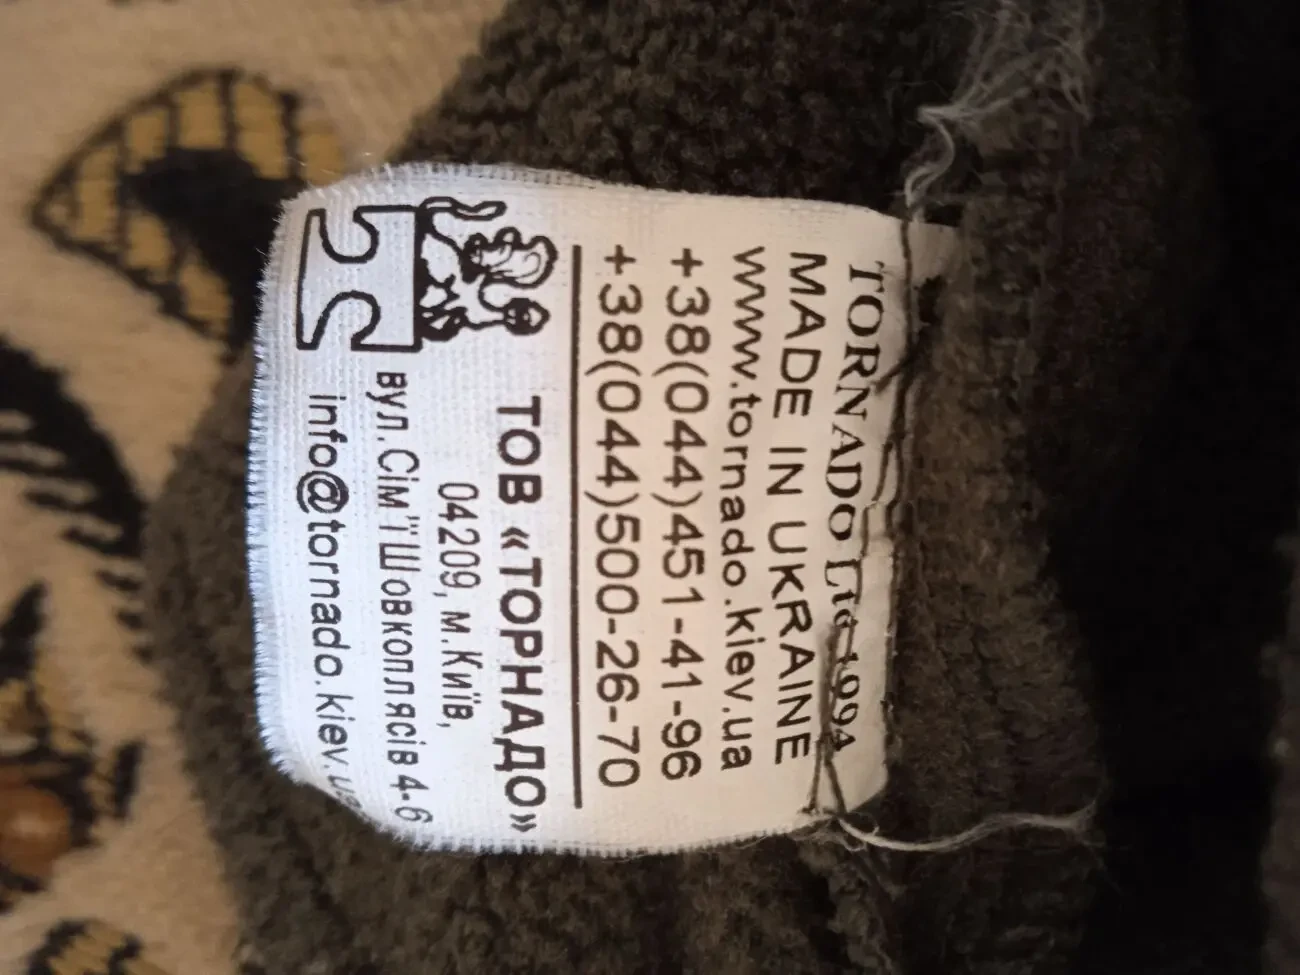 TORNADO Ltd 1994
MADE IN UKRAINE
www.tornado.kiev.ua
+38(044)451-41-96
+38(044)500-26-70
ТОВ «ТОРНАДО»
04209, м.Київ,
вул.Сім'ї Шовкоплясів 4-6
info@tornado.kiev.ua